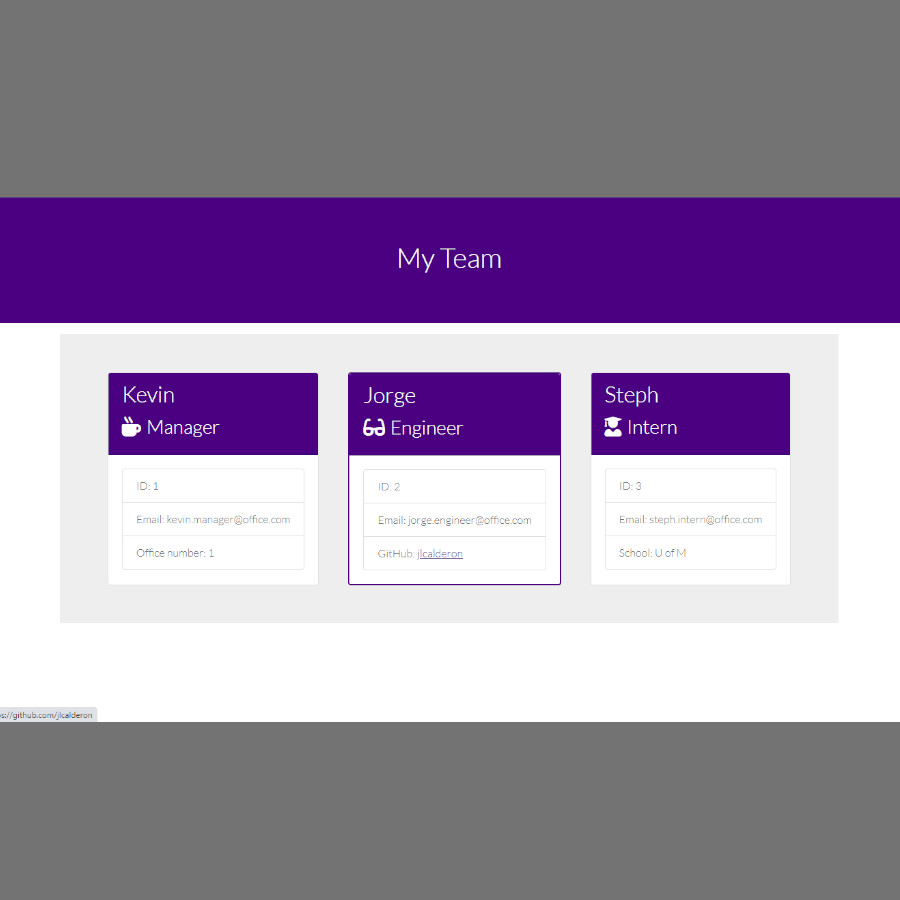 My Team
Kevin
Manager
ID: 1
Email: kevin.manager@office.com
Office number: 1
Jorge
Engineer
ID: 2
Email: jorge.engineer@office.com
GitHub: jlcalderon
Steph
Intern
ID: 3
Email: steph.intern@office.com
School: U of M
s://github.com/jlcalderon